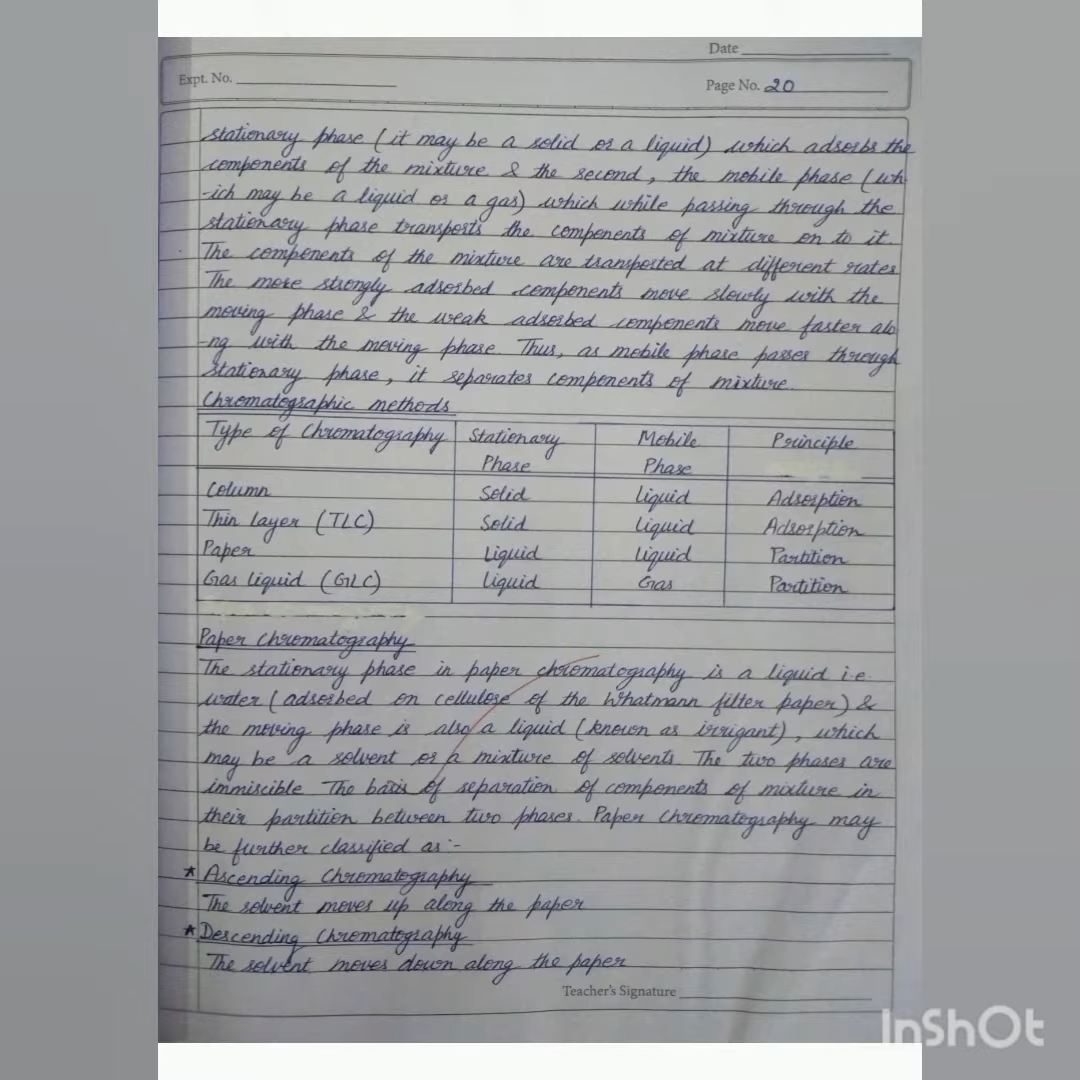 Date
Expt. No.
Page No. 20
stationary phase (it may be a solid or a liquid) which adsorbs the
components of the mixture & the second, the mobile phase (wh-
-ich may be a liquid or a gas) which while passing through the
stationary phase transports the components of mixture on to it.
The components of the mixture are transported at different rates
The more strongly adsorbed components move slowly with the
moving phase & the weak adsorbed components move faster alo
-ng with the moving phase. Thus, as mobile phase passes through
stationary phase, it separates components of mixture.
Chromatographic methods
Type of Chromatography Stationary Phase Mobile Phase Principle
Column Solid Liquid Adsorption
Thin layer (TLC) Solid Liquid Adsorption
Paper Liquid Liquid Partition
Gas liquid (GLC) Liquid Gas Partition
Paper Chromatography
The stationary phase in paper chromatography is a liquid i.e.
water (adsorbed on cellulose of the Whatmann filter paper) &
the moving phase is also a liquid (known as irrigant), which
may be a solvent or a mixture of solvents. The two phases are
immiscible The basis of separation of components of mixture in
their partition between two phases. Paper chromatography may
be further classified as :-
* Ascending Chromatography
The solvent moves up along the paper
* Descending Chromatography
The solvent moves down along the paper
Teacher's Signature
InShOt